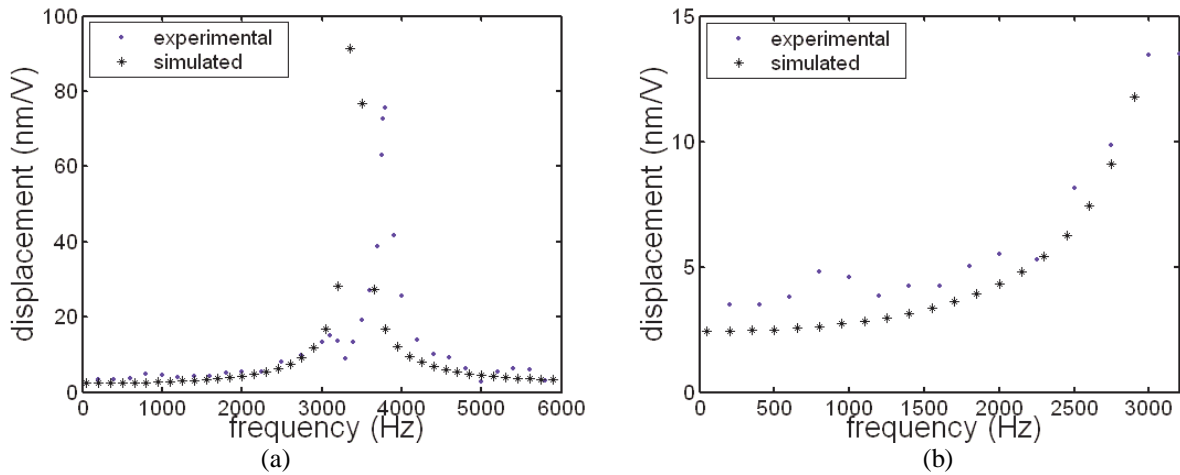 100
80
60
40
20
0
displacement (nm/V)
experimental
simulated
0 1000 2000 3000 4000 5000 6000
frequency (Hz)
(a)
15
10
5
0
displacement (nm/V)
experimental
simulated
0 500 1000 1500 2000 2500 3000
frequency (Hz)
(b)